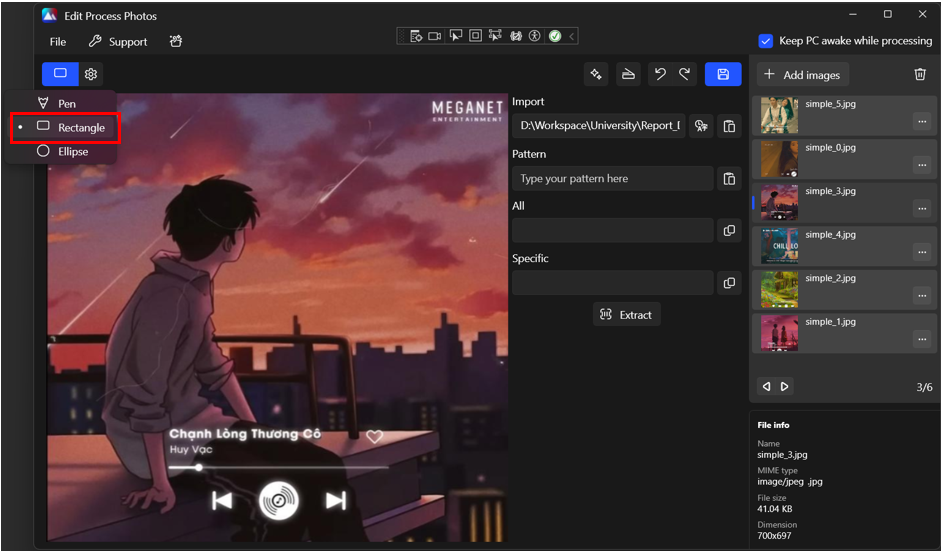 Edit Process Photos
File
Support
Keep PC awake while processing
Add images
Pen
Rectangle
Ellipse
MEGANET
ENTERTAINMENT
Chạnh Lòng Thương Cô
Huy Vạc
Import
D:\Workspace\University\Report_
Pattern
Type your pattern here
All
Specific
Extract
simple_5.jpg
simple_0.jpg
simple_3.jpg
simple_4.jpg
CHILL LO
simple_2.jpg
simple_1.jpg
3/6
File info
Name
simple_3.jpg
MIME type
image/jpeg .jpg
File size
41.04 KB
Dimension
700x697